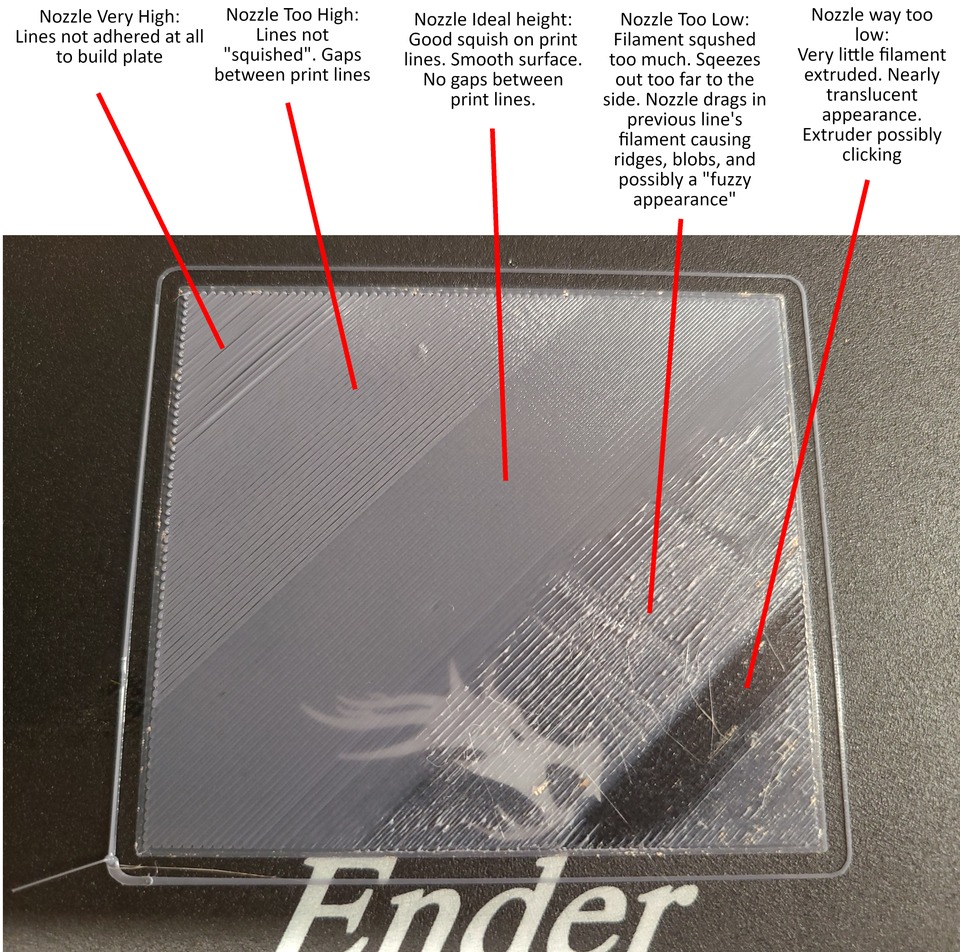 Nozzle Very High:
Lines not adhered at all
to build plate
Nozzle Too High:
Lines not
"squished". Gaps
between print lines
Nozzle Ideal height:
Good squish on print
lines. Smooth surface.
No gaps between
print lines.
Nozzle Too Low:
Filament squshed
too much. Sqeezes
out too far to the
side. Nozzle drags in
previous line's
filament causing
ridges, blobs, and
possibly a "fuzzy
appearance"
Nozzle way too
low:
Very little filament
extruded. Nearly
translucent
appearance.
Extruder possibly
clicking
Ender